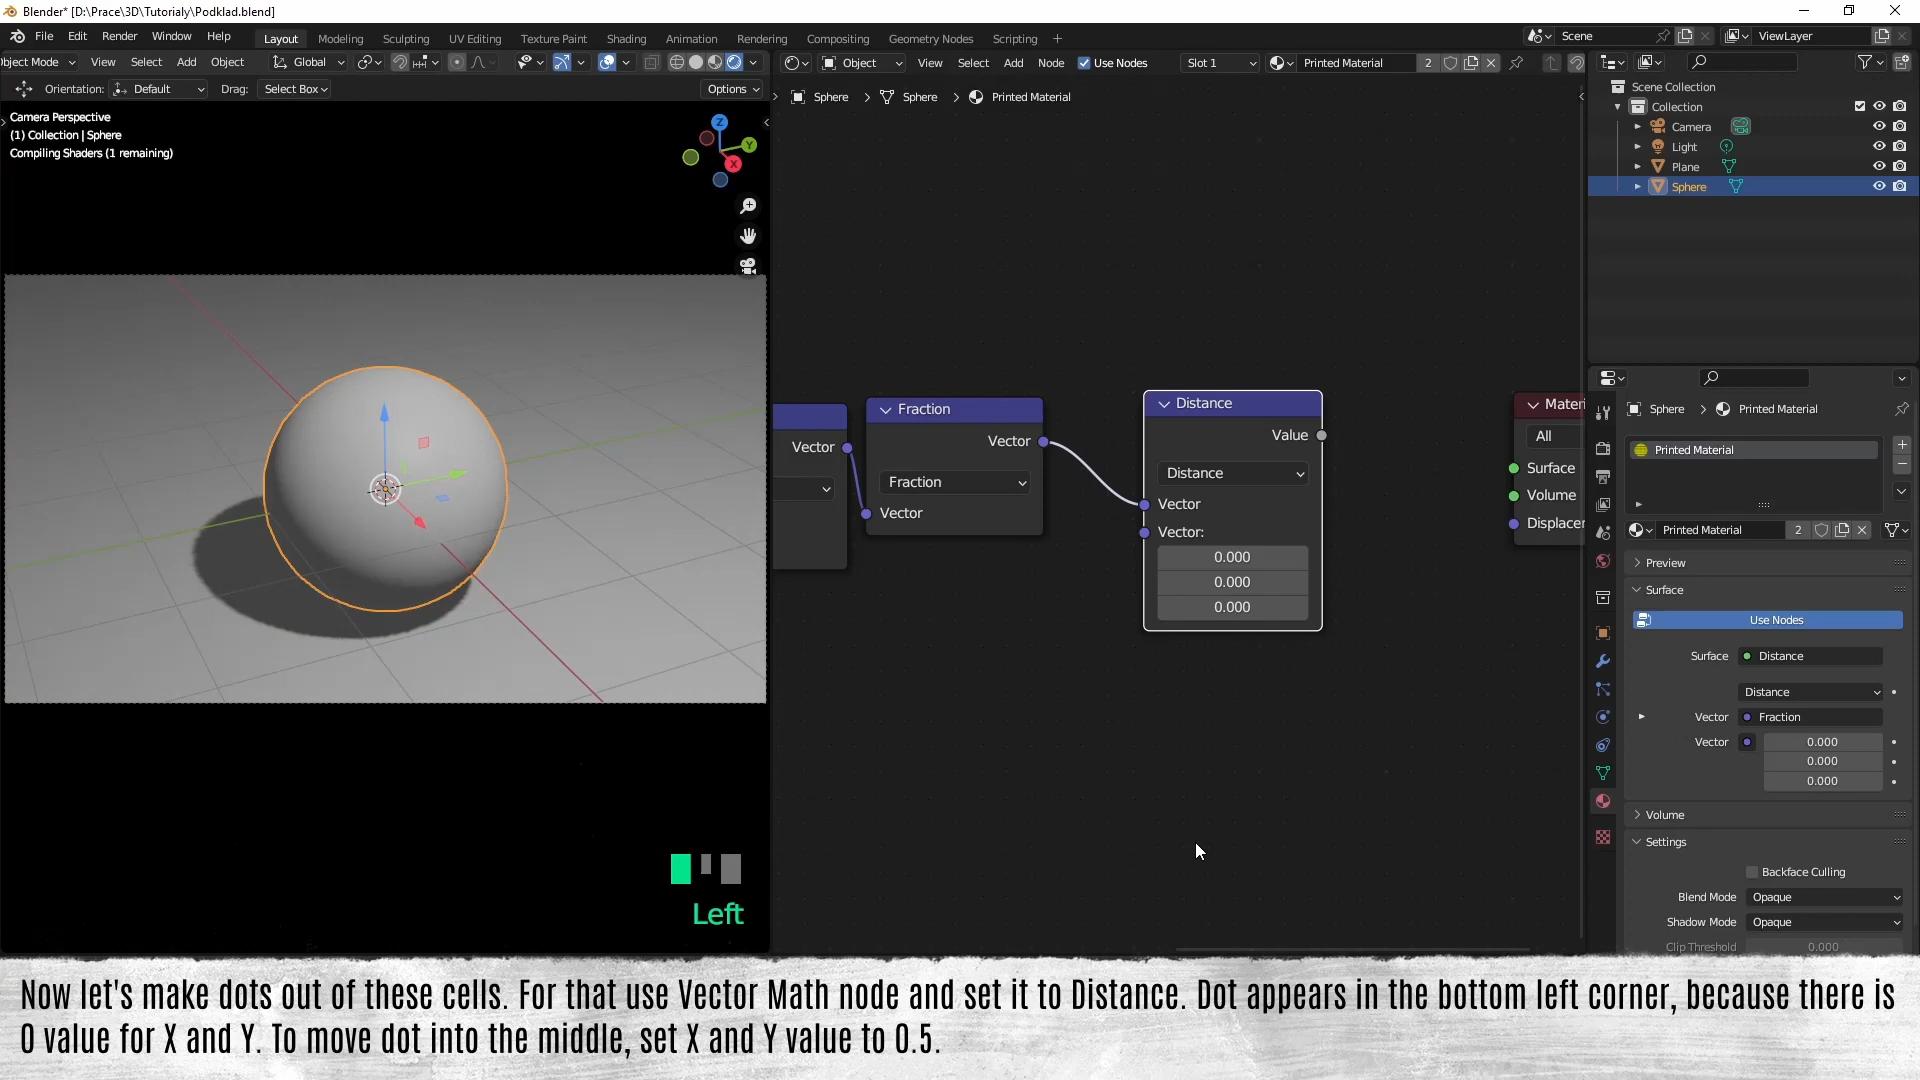 Blender* [D:\Prace\3D\Tutorialy\Podklad.blend]
File Edit Render Window Help Layout Modeling Sculpting UV Editing Texture Paint Shading Animation Rendering Compositing Geometry Nodes Scripting + Scene ViewLayer
bject Mode View Select Add Object Global Object View Select Add Node Use Nodes Slot 1 Printed Material 2
Orientation: Default Drag: Select Box Options
Sphere > Sphere > Printed Material
Camera Perspective
(1) Collection | Sphere
Compiling Shaders (1 remaining)
Z
Y
X
Scene Collection
Collection
Camera
Light
Plane
Sphere
Vector
Fraction
Vector
Fraction
Vector
Distance
Value
Distance
Vector
Vector:
0.000
0.000
0.000
Materi
All
Surface
Volume
Displacer
Sphere > Printed Material
Printed Material
Printed Material 2
Preview
Surface
Use Nodes
Surface Distance
Distance
Vector Fraction
Vector 0.000
0.000
0.000
Volume
Settings
Backface Culling
Blend Mode Opaque
Shadow Mode Opaque
Clip Threshold 0.000
Left
Now let's make dots out of these cells. For that use Vector Math node and set it to Distance. Dot appears in the bottom left corner, because there is
0 value for X and Y. To move dot into the middle, set X and Y value to 0.5.